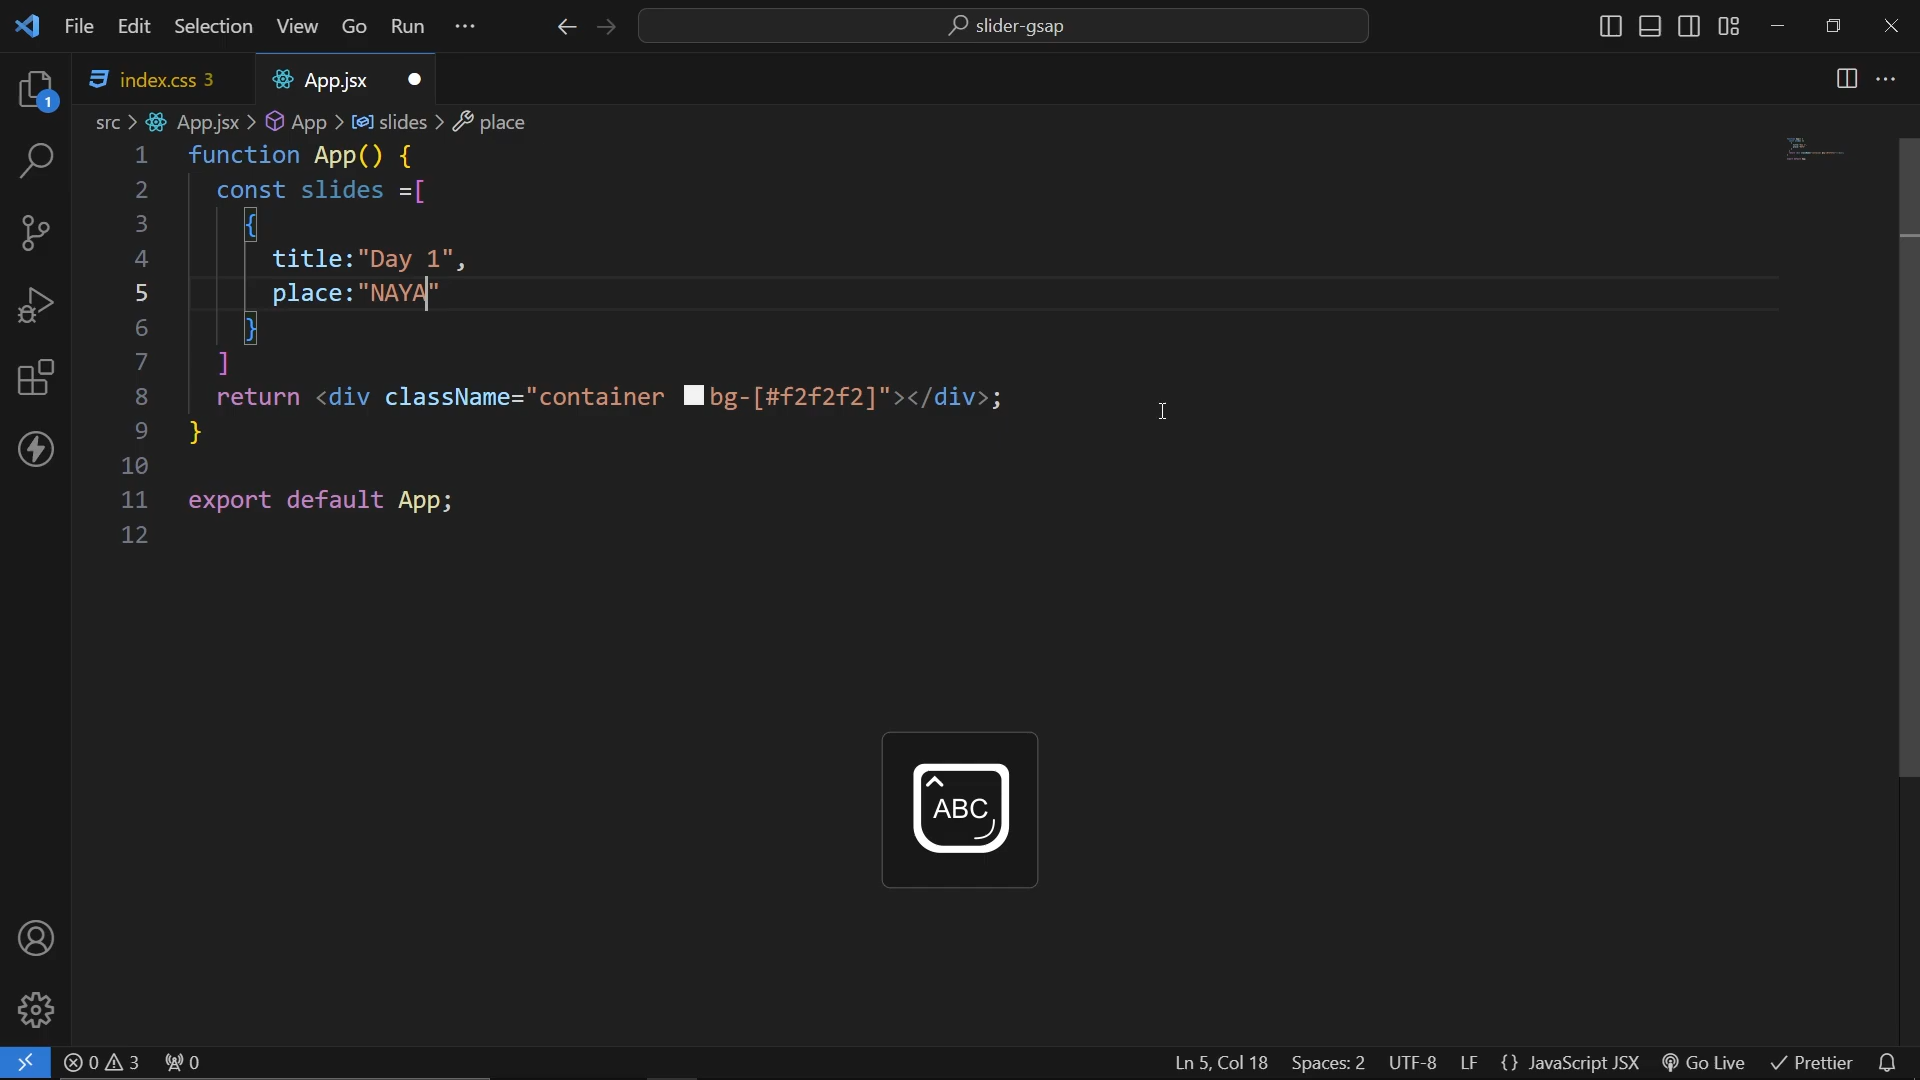 File Edit Selection View Go Run ··· slider-gsap
index.css 3 App.jsx
src > App.jsx > App > slides > place
1 function App() {
2 const slides =[
3 {
4 title:"Day 1",
5 place:"NAYA"
6 }
7 ]
8 return <div className="container bg-[#f2f2f2]"></div>;
9 }
10
11 export default App;
12
1
ABC
0 3 0 Ln 5, Col 18 Spaces: 2 UTF-8 LF {} JavaScript JSX Go Live Prettier